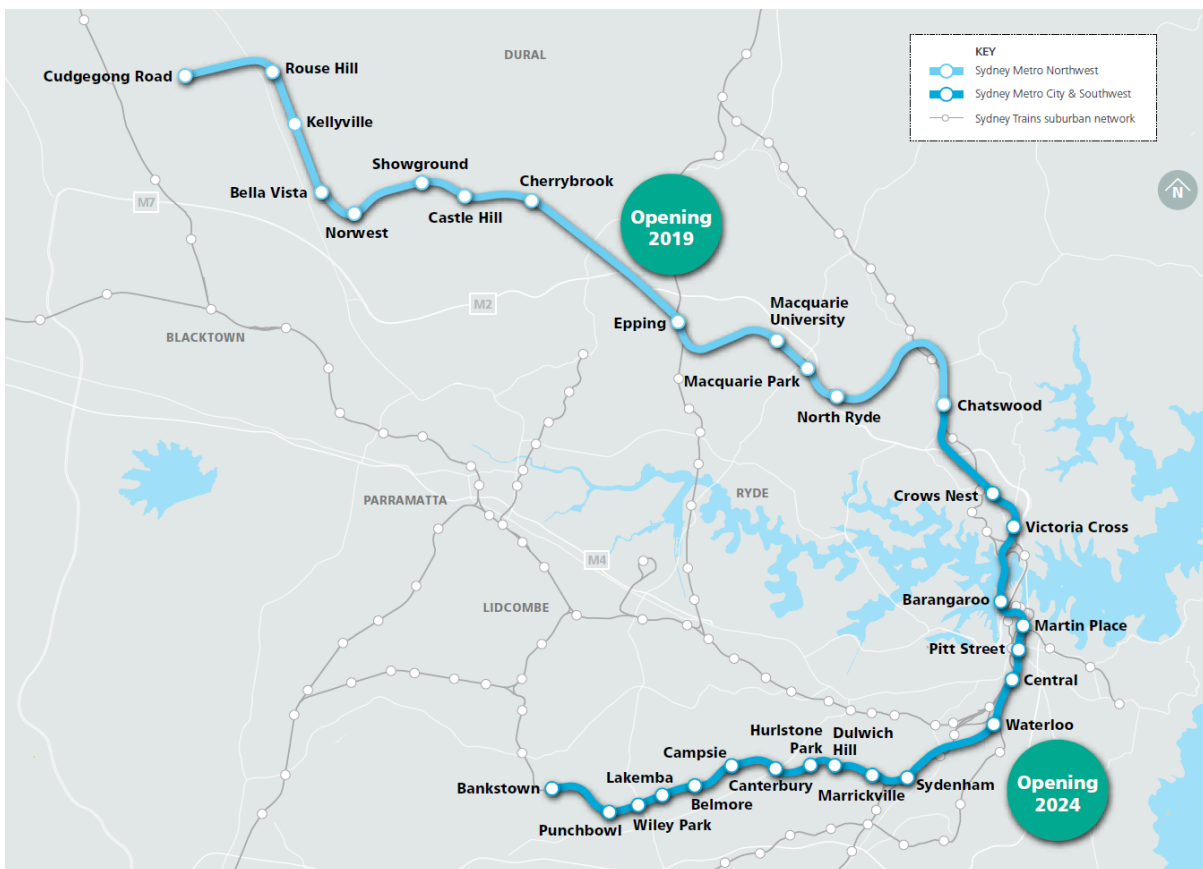 DURAL
KEY
Sydney Metro Northwest
Sydney Metro City & Southwest
Sydney Trains suburban network
N
Cudgegong Road
Rouse Hill
Kellyville
Showground
Cherrybrook
Bella Vista
Castle Hill
Norwest
M7
Opening
2019
M2
Epping
Macquarie
University
BLACKTOWN
Macquarie Park
North Ryde
Chatswood
PARRAMATTA
RYDE
Crows Nest
Victoria Cross
M4
LIDCOMBE
Barangaroo
Martin Place
Pitt Street
Central
Waterloo
Hurlstone
Park
Dulwich
Hill
Campsie
Lakemba
Canterbury
Bankstown
Belmore
Marrickville
Sydenham
Punchbowl
Wiley Park
Opening
2024